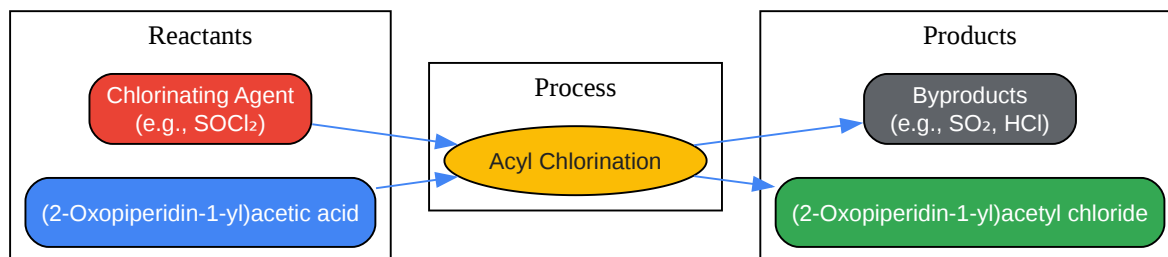 Reactants
Chlorinating Agent
(e.g., SOCl₂)
(2-Oxopiperidin-1-yl)acetic acid
Process
Acyl Chlorination
Products
Byproducts
(e.g., SO₂, HCl)
(2-Oxopiperidin-1-yl)acetyl chloride